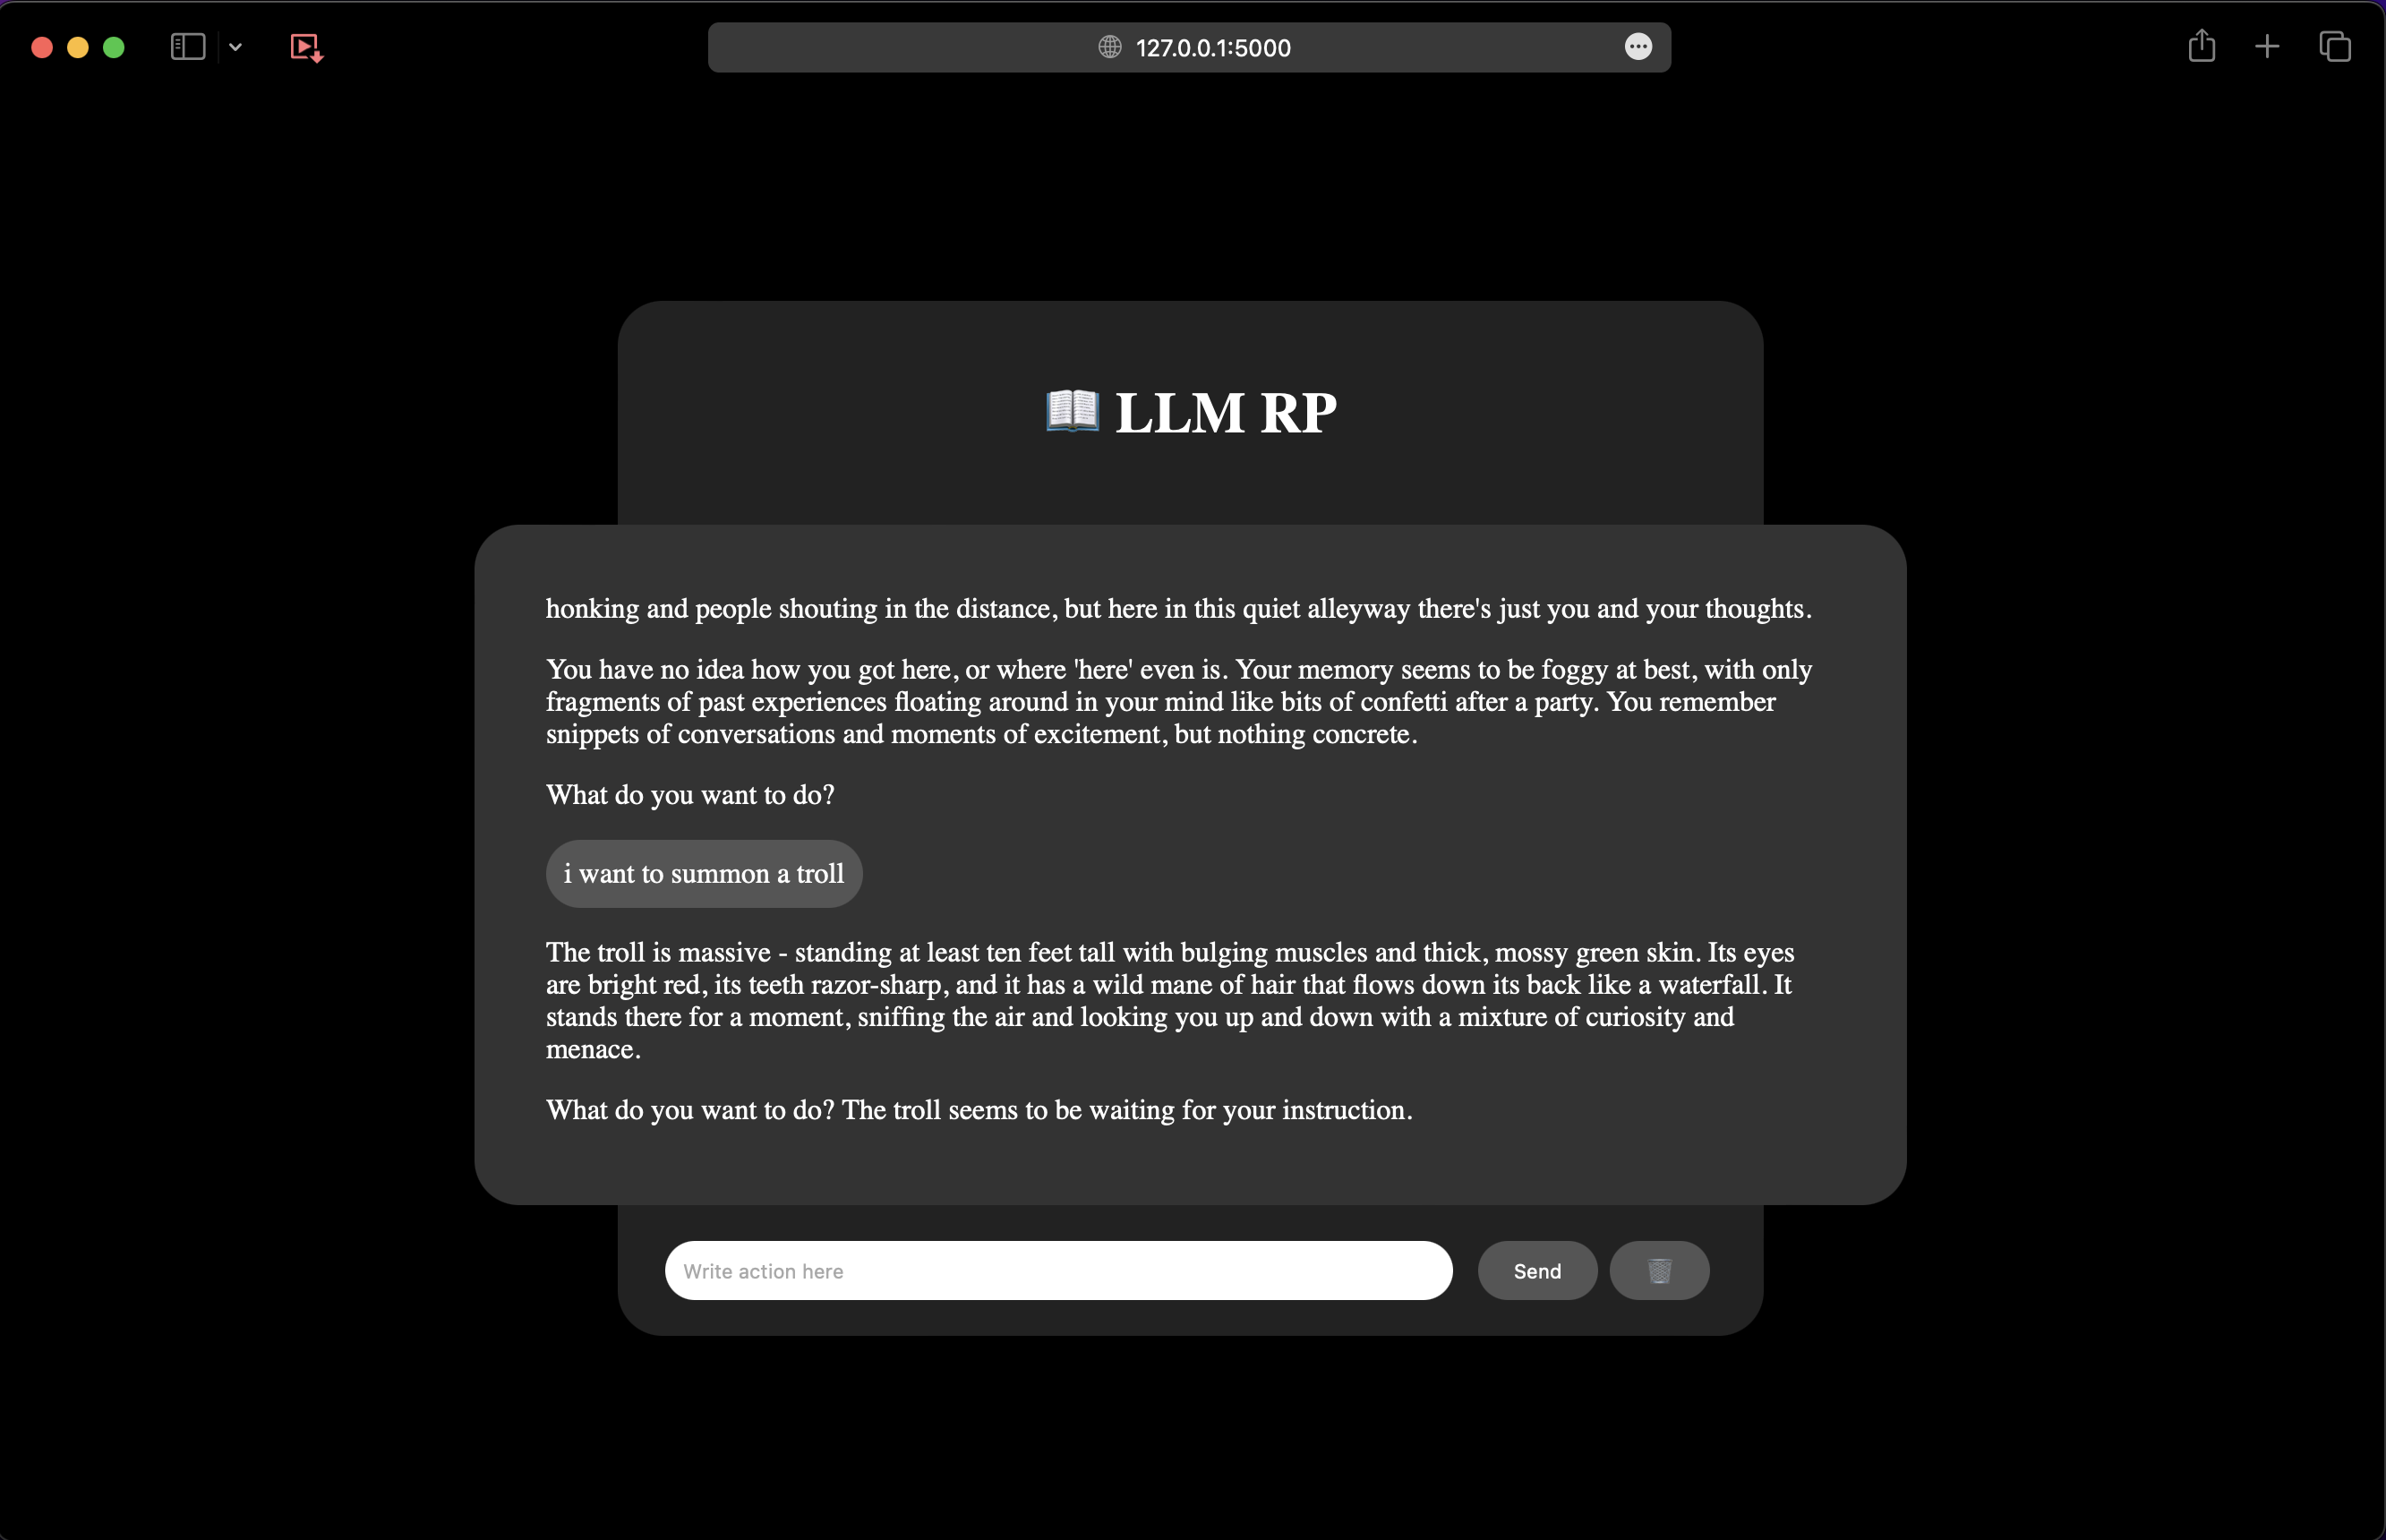 127.0.0.1:5000
📖 LLM RP
honking and people shouting in the distance, but here in this quiet alleyway there's just you and your thoughts.
You have no idea how you got here, or where 'here' even is. Your memory seems to be foggy at best, with only
fragments of past experiences floating around in your mind like bits of confetti after a party. You remember
snippets of conversations and moments of excitement, but nothing concrete.
What do you want to do?
i want to summon a troll
The troll is massive - standing at least ten feet tall with bulging muscles and thick, mossy green skin. Its eyes
are bright red, its teeth razor-sharp, and it has a wild mane of hair that flows down its back like a waterfall. It
stands there for a moment, sniffing the air and looking you up and down with a mixture of curiosity and
menace.
What do you want to do? The troll seems to be waiting for your instruction.
Write action here
Send